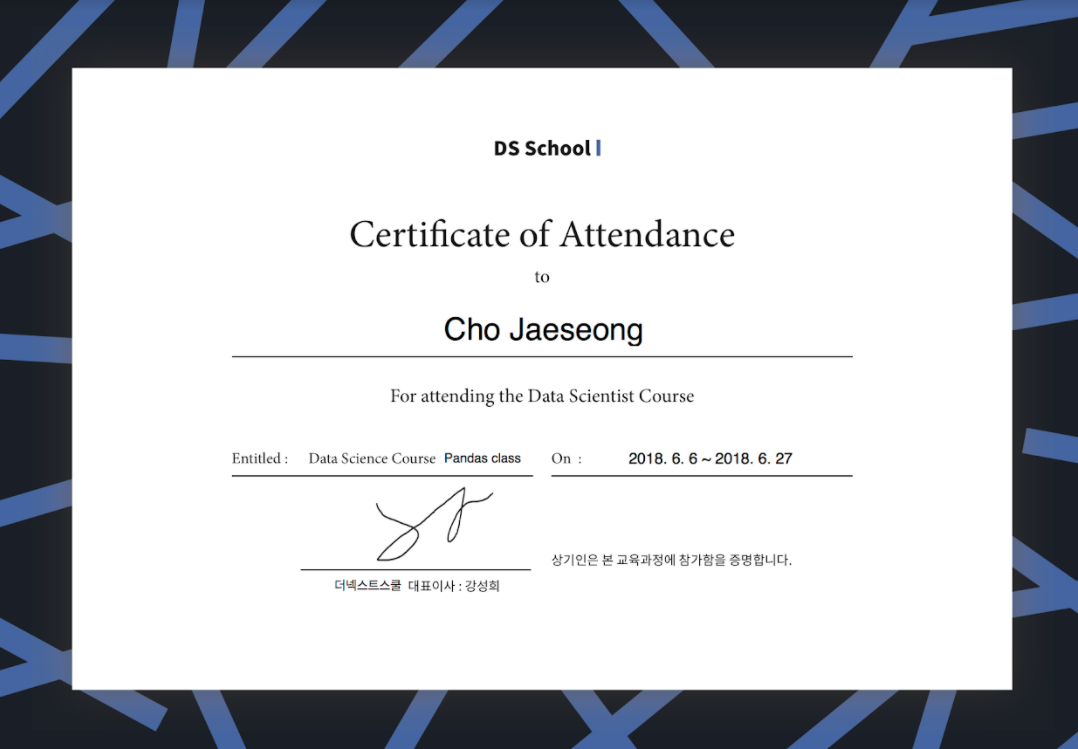 DS School
Certificate of Attendance
to
Cho Jaeseong
For attending the Data Scientist Course
Entitled : Data Science Course Pandas class
On : 2018. 6. 6 ~ 2018. 6. 27
상기인은 본 교육과정에 참가함을 증명합니다.
더넥스트스쿨 대표이사 : 강성희